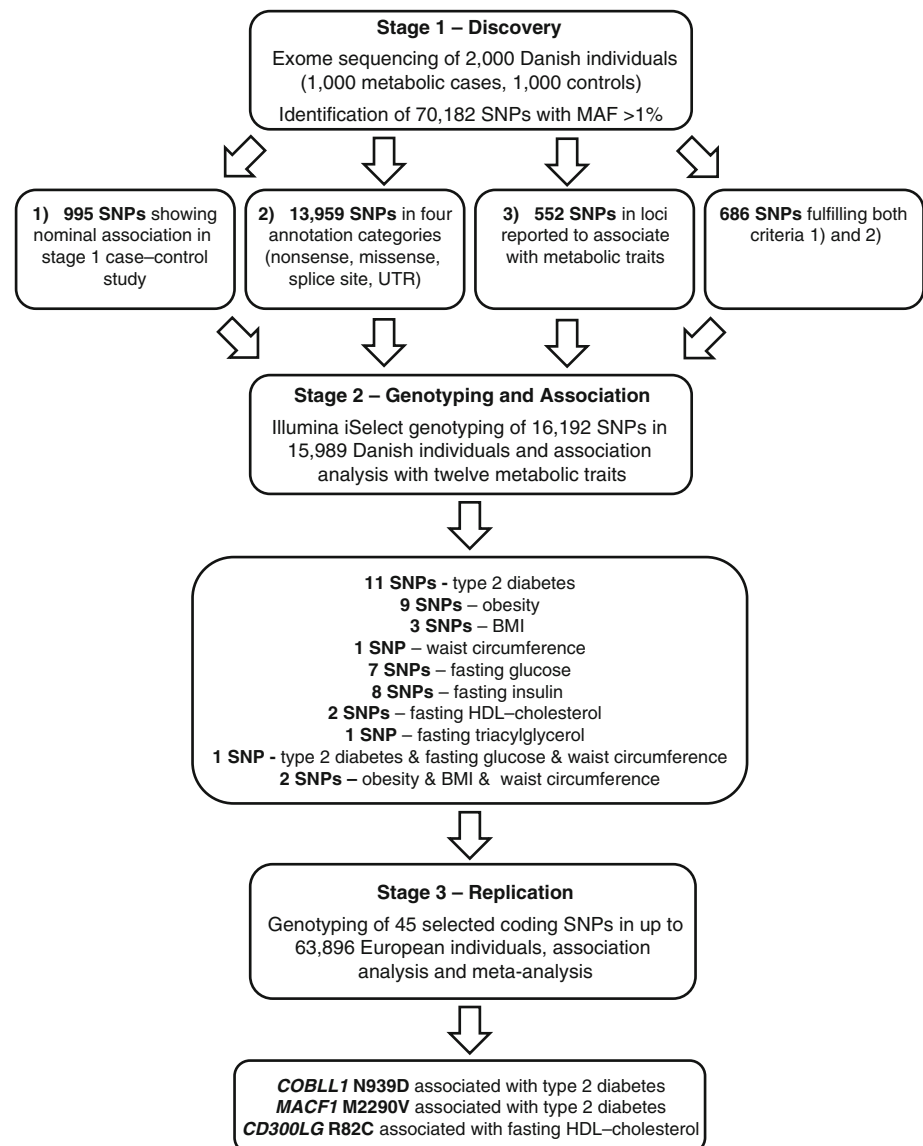 Stage 1 – Discovery
Exome sequencing of 2,000 Danish individuals
(1,000 metabolic cases, 1,000 controls)
Identification of 70,182 SNPs with MAF >1%
1) 995 SNPs showing
nominal association in
stage 1 case–control
study
2) 13,959 SNPs in four
annotation categories
(nonsense, missense,
splice site, UTR)
3) 552 SNPs in loci
reported to associate
with metabolic traits
686 SNPs fulfilling both
criteria 1) and 2)
Stage 2 – Genotyping and Association
Illumina iSelect genotyping of 16,192 SNPs in
15,989 Danish individuals and association
analysis with twelve metabolic traits
11 SNPs - type 2 diabetes
9 SNPs – obesity
3 SNPs – BMI
1 SNP – waist circumference
7 SNPs – fasting glucose
8 SNPs – fasting insulin
2 SNPs – fasting HDL–cholesterol
1 SNP – fasting triacylglycerol
1 SNP - type 2 diabetes & fasting glucose & waist circumference
2 SNPs – obesity & BMI & waist circumference
Stage 3 – Replication
Genotyping of 45 selected coding SNPs in up to
63,896 European individuals, association
analysis and meta-analysis
COBLL1 N939D associated with type 2 diabetes
MACF1 M2290V associated with type 2 diabetes
CD300LG R82C associated with fasting HDL–cholesterol